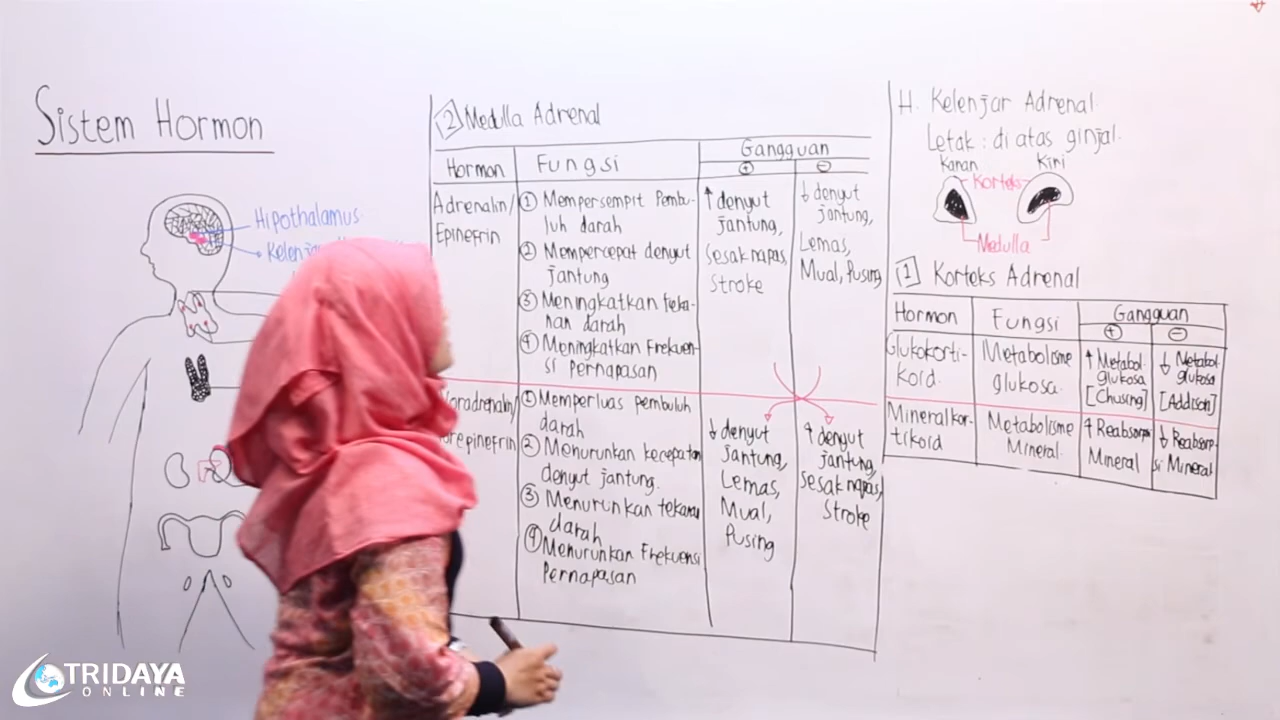 Sistem Hormon
Hipothalamus
② Medulla Adrenal
Hormon
Fungsi
Gangguan
+
-
Adrenalin/
Epinefrin
① Mempersempit Pembu-
luh darah
② Mempercepat denyut
jantung
③ Meningkatkan teka-
nan darah
④ Meningkatkan Frekuen-
si pernapasan
↑ denyut
jantung,
sesak napas,
Stroke
↓ denyut
jantung,
Lemas,
Mual, Pusing
① Memperluas pembuluh
darah
② Menurunkan kecepatan
denyut jantung.
③ Menurunkan tekanan
darah
④ Menurunkan Frekuensi
Pernapasan
↓ denyut
jantung,
Lemas,
Mual,
Pusing
↑ denyut
jantung,
sesak napas,
Stroke
H. Kelenjar Adrenal.
Letak : di atas ginjal.
Kanan
Kiri
Korteks
Medulla
1 Korteks Adrenal
Hormon
Fungsi
Gangguan
+
-
Glukokorti-
kord.
Metabolisme
glukosa.
↑ Metabol.
glukosa
[Chusing]
↓ Metabol.
glukosa
[Addison]
Mineralkor-
tikord
Metabolisme
Mineral.
↑ Reabsorpsi
Mineral
↓ Reabsorp-
si Mineral
TRIDAYA
ONLINE